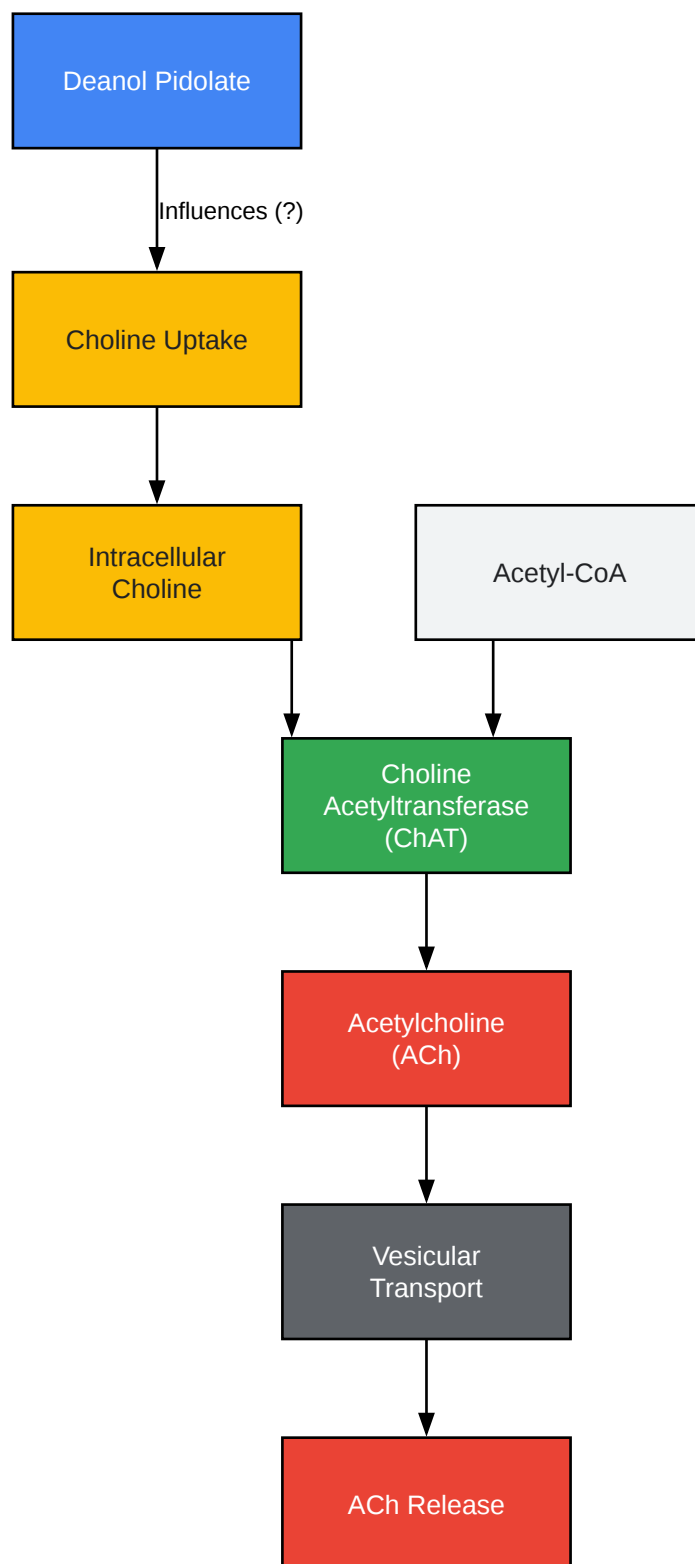 Deanol Pidolate
Influences (?)
Choline Uptake
Intracellular
Choline
Acetyl-CoA
Choline
Acetyltransferase
(ChAT)
Acetylcholine
(ACh)
Vesicular
Transport
ACh Release